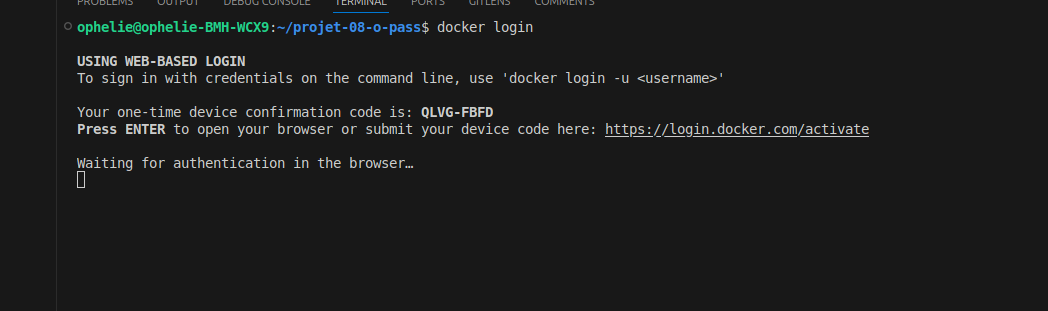 PROBLEMS OUTPUT DEBUG CONSOLE TERMINAL PORTS GITLENS COMMENTS
ophelie@ophelie-BMH-WCX9:~/projet-08-o-pass$ docker login
USING WEB-BASED LOGIN
To sign in with credentials on the command line, use 'docker login -u <username>'
Your one-time device confirmation code is: QLVG-FBFD
Press ENTER to open your browser or submit your device code here: https://login.docker.com/activate
Waiting for authentication in the browser…